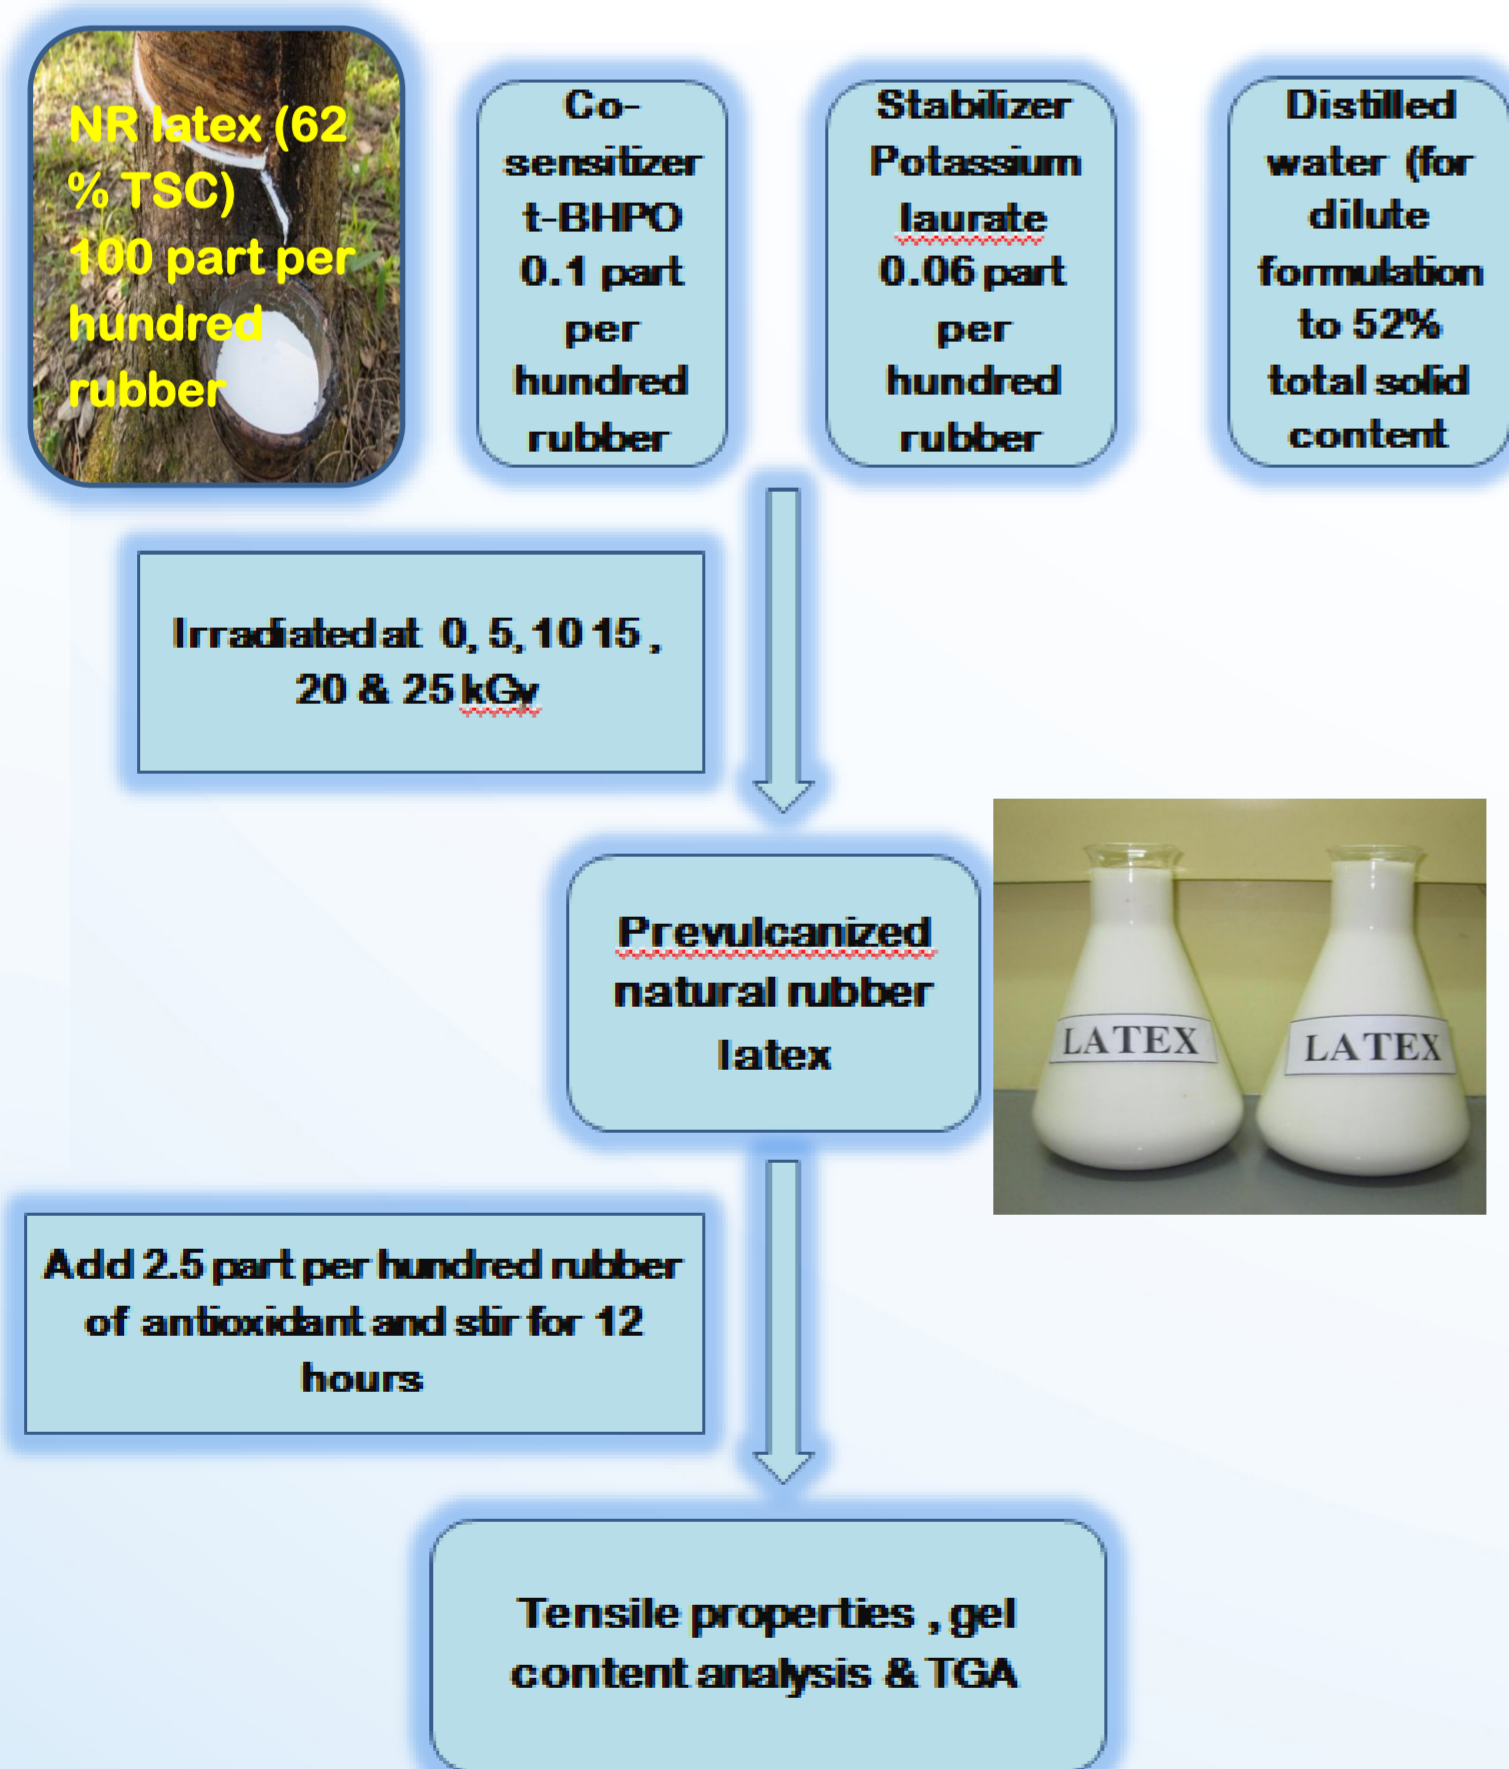 NR latex (62
% TSC)
100 part per
hundred
rubber
Co-
sensitizer
t-BHPO
0.1 part
per
hundred
rubber
Stabilizer
Potassium
laurate
0.06 part
per
hundred
rubber
Distilled
water (for
dilute
formulation
to 52%
total solid
content
Irradiated at 0, 5, 10 15 ,
20 & 25 kGy
Prevulcanized
natural rubber
latex
LATEX
LATEX
Add 2.5 part per hundred rubber
of antioxidant and stir for 12
hours
Tensile properties , gel
content analysis & TGA